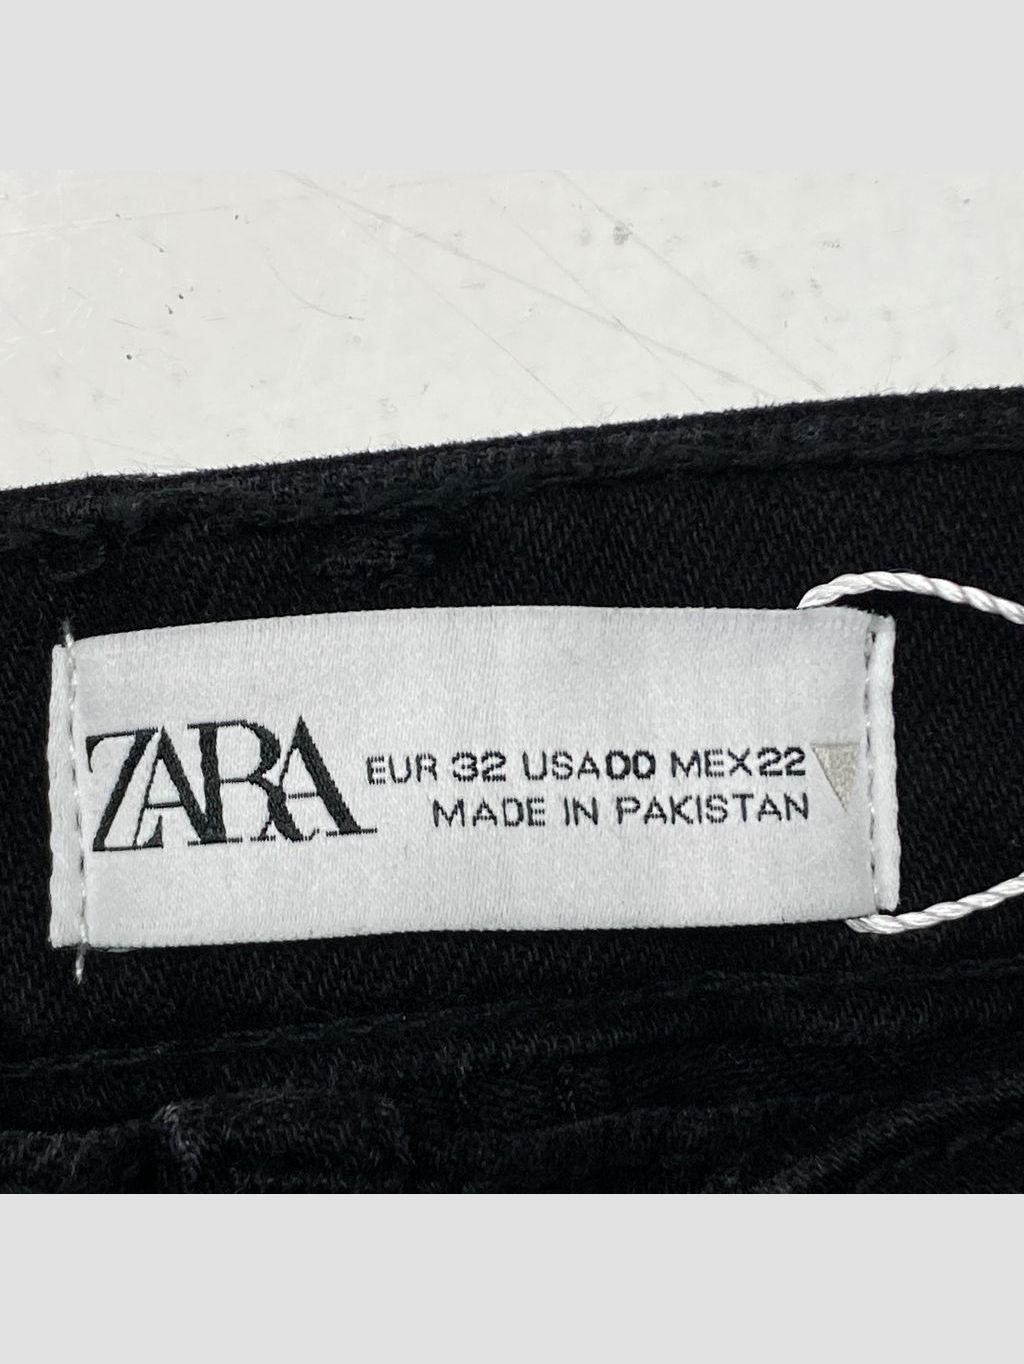 ZARA
EUR 32 USA00 MEX22
MADE IN PAKISTAN